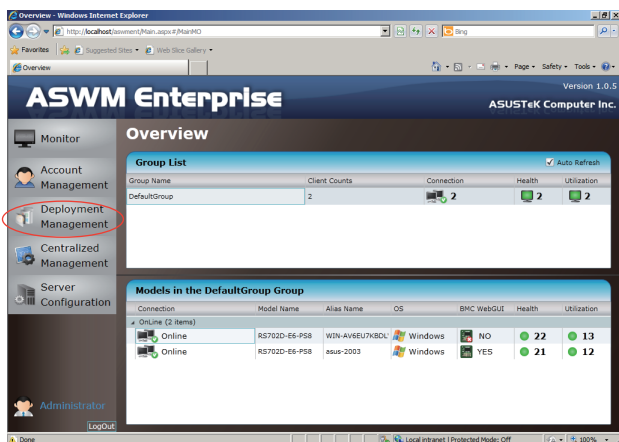 Overview - Windows Internet Explorer
http://localhost/aswment/Main.aspx#/MainMO
Bing
Favorites Suggested Sites Web Slice Gallery
Overview
Page Safety Tools
ASWM Enterprise
Version 1.0.5
ASUSTeK Computer Inc.
Monitor
Account Management
Deployment Management
Centralized Management
Server Configuration
Administrator
LogOut
Overview
Group List Auto Refresh
Group Name Client Counts Connection Health Utilization
DefaultGroup 2 2 2 2
Models in the DefaultGroup Group
Connection Model Name Alias Name OS BMC WebGUI Health Utilization
OnLine (2 items)
Online RS702D-E6-PS8 WIN-AV6EU7KBDL' Windows NO 22 13
Online RS702D-E6-PS8 asus-2003 Windows YES 21 12
Done Local intranet | Protected Mode: Off 100%